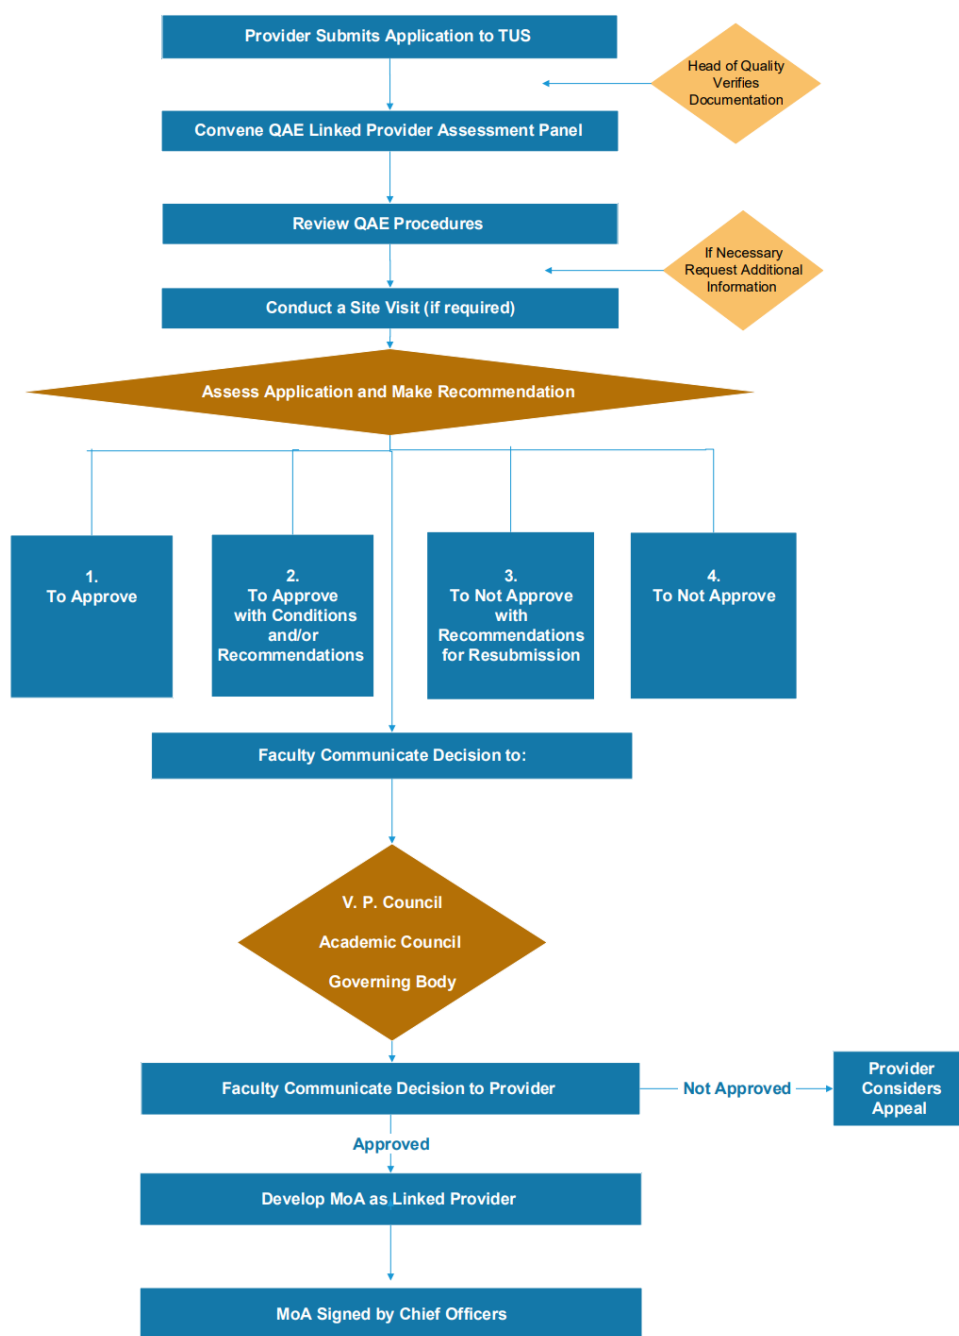 Provider Submits Application to TUS
Head of Quality
Verifies
Documentation
Convene QAE Linked Provider Assessment Panel
Review QAE Procedures
If Necessary
Request Additional
Information
Conduct a Site Visit (if required)
Assess Application and Make Recommendation
1.
To Approve
2.
To Approve
with Conditions
and/or
Recommendations
3.
To Not Approve
with
Recommendations
for Resubmission
4.
To Not Approve
Faculty Communicate Decision to:
V. P. Council
Academic Council
Governing Body
Faculty Communicate Decision to Provider
Not Approved
Provider
Considers
Appeal
Approved
Develop MoA as Linked Provider
MoA Signed by Chief Officers